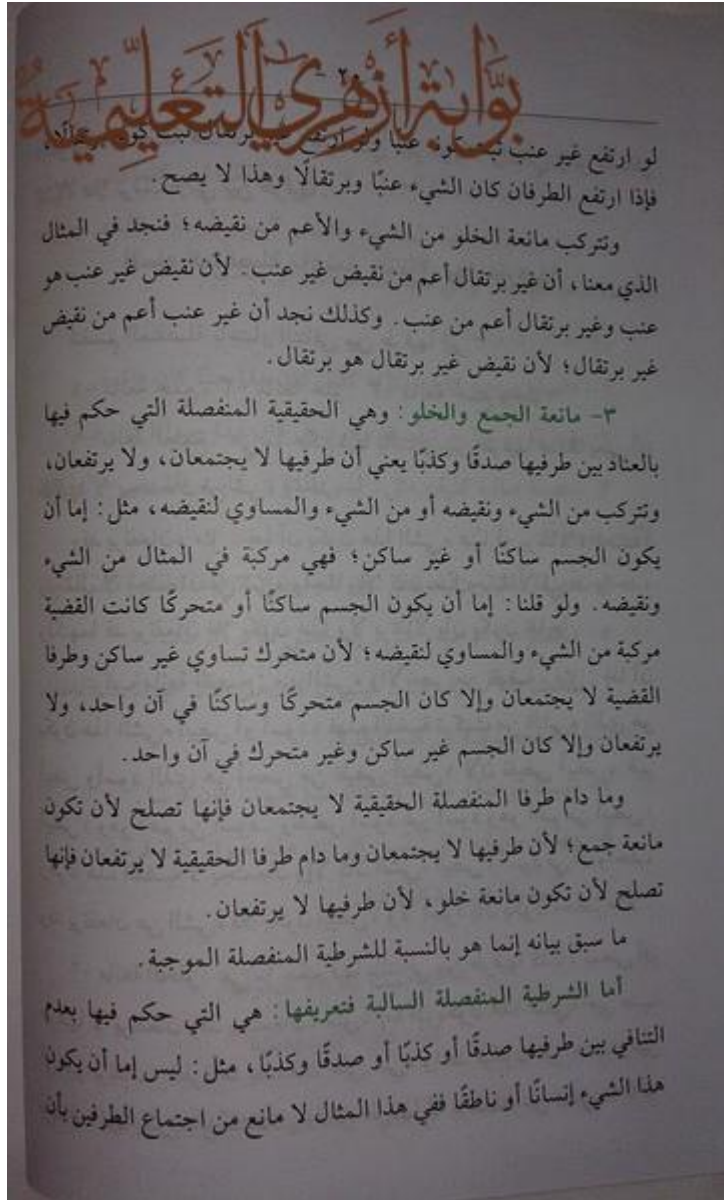 بوابة أزهري التعليمية
٢٠
لو ارتفع غير عنب ثبت كونه عنبًا ولو ارتفع غير برتقال ثبت كونه برتقالًا،
فإذا ارتفع الطرفان كان الشيء عنبًا وبرتقالًا وهذا لا يصح.
وتتركب مانعة الخلو من الشيء والأعم من نقيضه؛ فنجد في المثال
الذي معنا، أن غير برتقال أعم من نقيض غير عنب. لأن نقيض غير عنب هو
عنب وغير برتقال أعم من عنب. وكذلك نجد أن غير عنب أعم من نقيض
غير برتقال؛ لأن نقيض غير برتقال هو برتقال.
٣- مانعة الجمع والخلو: وهي الحقيقية المنفصلة التي حكم فيها
بالعناد بين طرفيها صدقًا وكذبًا يعني أن طرفيها لا يجتمعان، ولا يرتفعان،
وتتركب من الشيء ونقيضه أو من الشيء والمساوي لنقيضه، مثل: إما أن
يكون الجسم ساكنًا أو غير ساكن؛ فهي مركبة في المثال من الشيء
ونقيضه. ولو قلنا: إما أن يكون الجسم ساكنًا أو متحركًا كانت القضية
مركبة من الشيء والمساوي لنقيضه؛ لأن متحرك تساوي غير ساكن وطرفا
القضية لا يجتمعان وإلا كان الجسم متحركًا وساكنًا في آن واحد، ولا
يرتفعان وإلا كان الجسم غير ساكن وغير متحرك في آن واحد.
وما دام طرفا المنفصلة الحقيقية لا يجتمعان فإنها تصلح لأن تكون
مانعة جمع؛ لأن طرفيها لا يجتمعان وما دام طرفا الحقيقية لا يرتفعان فإنها
تصلح لأن تكون مانعة خلو، لأن طرفيها لا يرتفعان.
ما سبق بيانه إنما هو بالنسبة للشرطية المنفصلة الموجبة.
أما الشرطية المنفصلة السالبة فتعريفها: هي التي حكم فيها بعدم
التنافي بين طرفيها صدقًا أو كذبًا أو صدقًا وكذبًا، مثل: ليس إما أن يكون
هذا الشيء إنسانًا أو ناطقًا ففي هذا المثال لا مانع من اجتماع الطرفين بأن